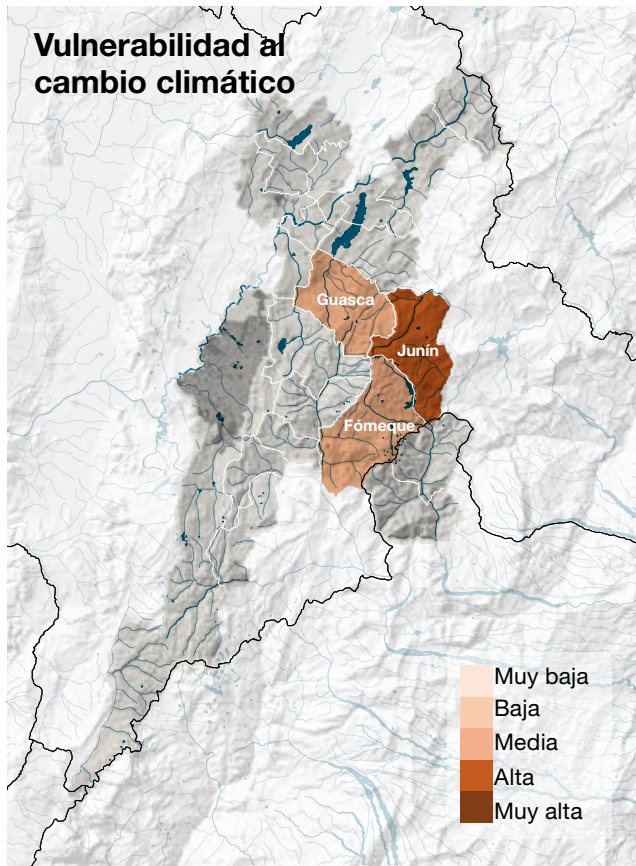 Vulnerabilidad al
cambio climático
Guasca
Junín
Fómeque
Muy baja
Baja
Media
Alta
Muy alta